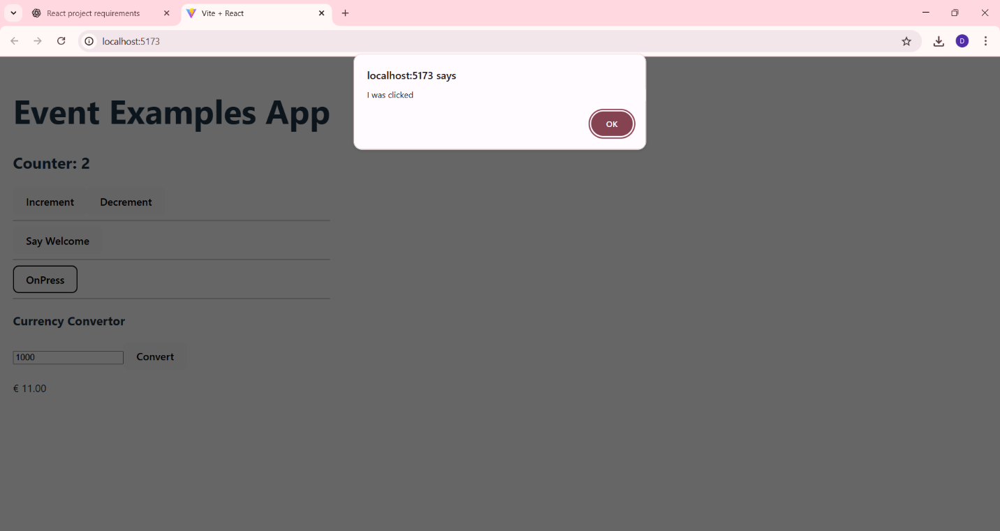 React project requirements
Vite + React
localhost:5173
D
localhost:5173 says
I was clicked
OK
Event Examples App
Counter: 2
Increment Decrement
Say Welcome
OnPress
Currency Convertor
1000 Convert
€ 11.00